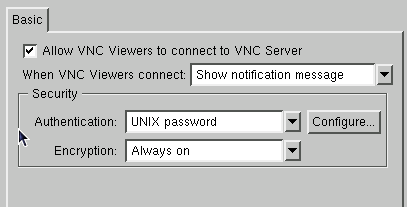 Basic
Allow VNC Viewers to connect to VNC Server
When VNC Viewers connect: Show notification message
Security
Authentication: UNIX password Configure...
Encryption: Always on